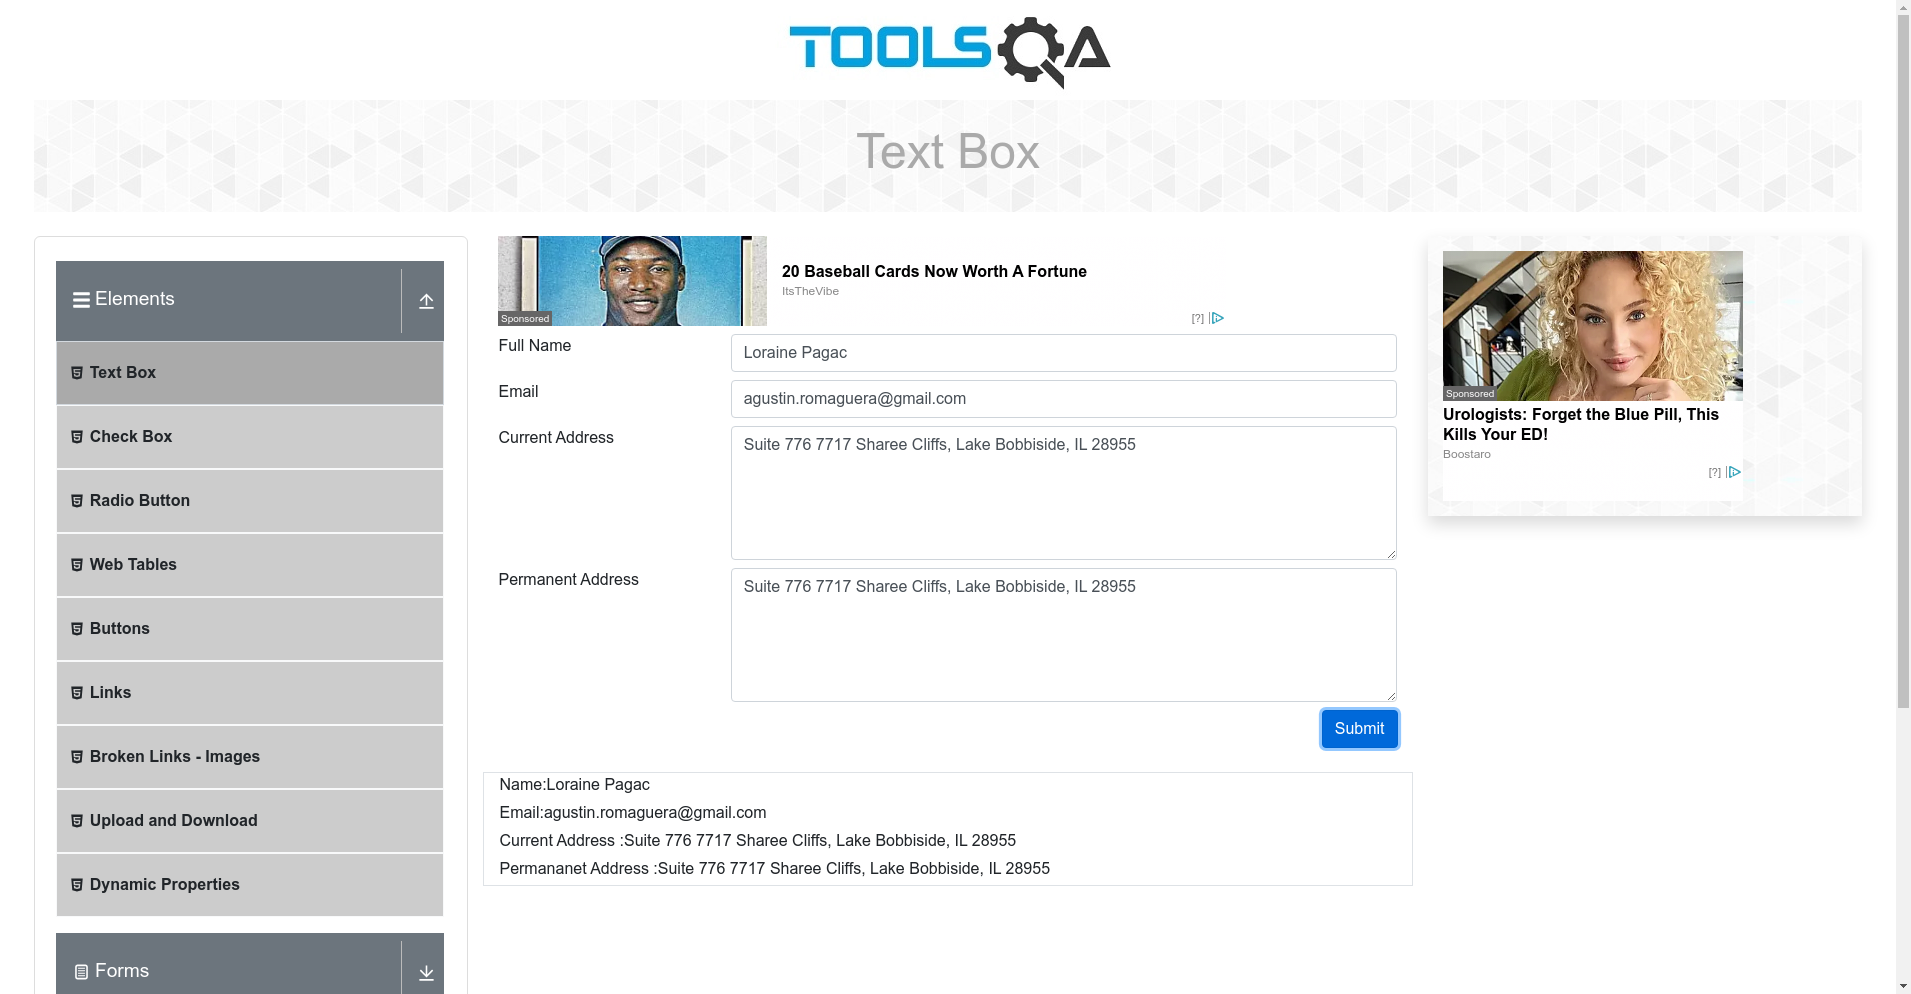 TOOLSQA
Text Box
Elements
Text Box
Check Box
Radio Button
Web Tables
Buttons
Links
Broken Links - Images
Upload and Download
Dynamic Properties
Forms
Sponsored
20 Baseball Cards Now Worth A Fortune
ItsTheVibe
[?]
Full Name
Loraine Pagac
Email
agustin.romaguera@gmail.com
Current Address
Suite 776 7717 Sharee Cliffs, Lake Bobbiside, IL 28955
Permanent Address
Suite 776 7717 Sharee Cliffs, Lake Bobbiside, IL 28955
Submit
Name:Loraine Pagac
Email:agustin.romaguera@gmail.com
Current Address :Suite 776 7717 Sharee Cliffs, Lake Bobbiside, IL 28955
Permananet Address :Suite 776 7717 Sharee Cliffs, Lake Bobbiside, IL 28955
Sponsored
Urologists: Forget the Blue Pill, This
Kills Your ED!
Boostaro
[?]